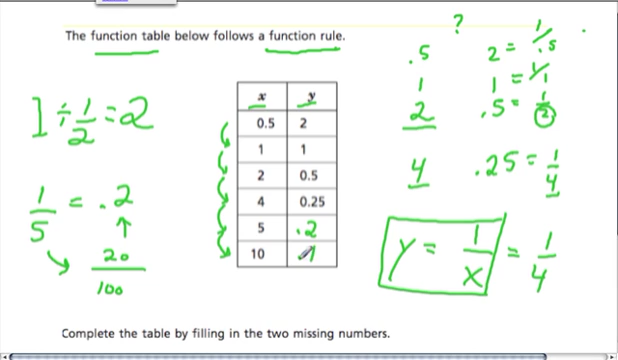 The function table below follows a function rule.
?
.5 2 = 1/.5
1 1 = 1/1
2 .5 = 1/2
4 .25 = 1/4
1 ÷ 1/2 = 2
1/5 = .2
20/100
x y
0.5 2
1 1
2 0.5
4 0.25
5 .2
10 .1
y = 1/x = 1/4
Complete the table by filling in the two missing numbers.